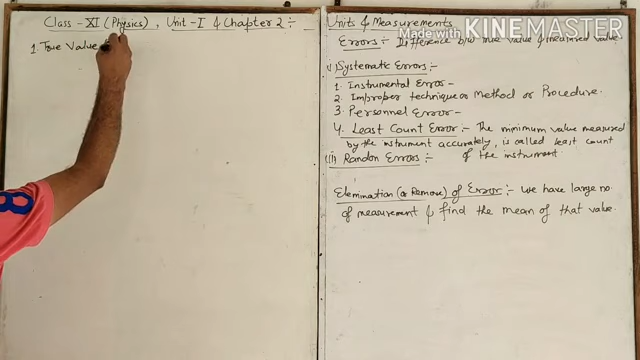 Class - XI (Physics), Unit - I & Chapter 2 :-
1. True Value
Units & Measurements
Made with KINEMASTER
Errors :- Difference b/w true value & measured value
(i) Systematic Errors :-
1. Instrumental Error -
2. Improper technique or Method or Procedure.
3. Personnel Error -
4. Least Count Error :- The minimum value measured
by the instrument accurately, is called least count
of the instrument.
(ii) Random Errors :-
Elemination (or Remove) of Error :- We have large no.
of measurement & find the mean of that value.